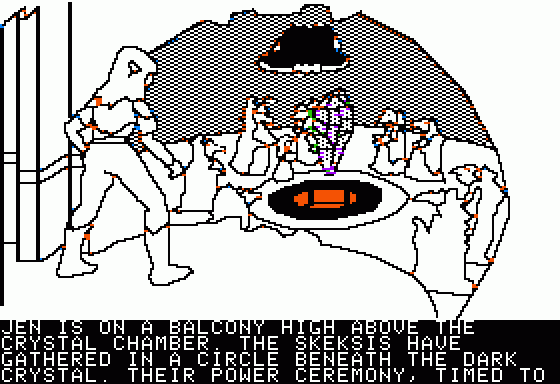 JEN IS ON A BALCONY HIGH ABOVE THE
CRYSTAL CHAMBER. THE SKEKSIS HAVE
GATHERED IN A CIRCLE BENEATH THE DARK
CRYSTAL. THEIR POWER CEREMONY, TIMED TO